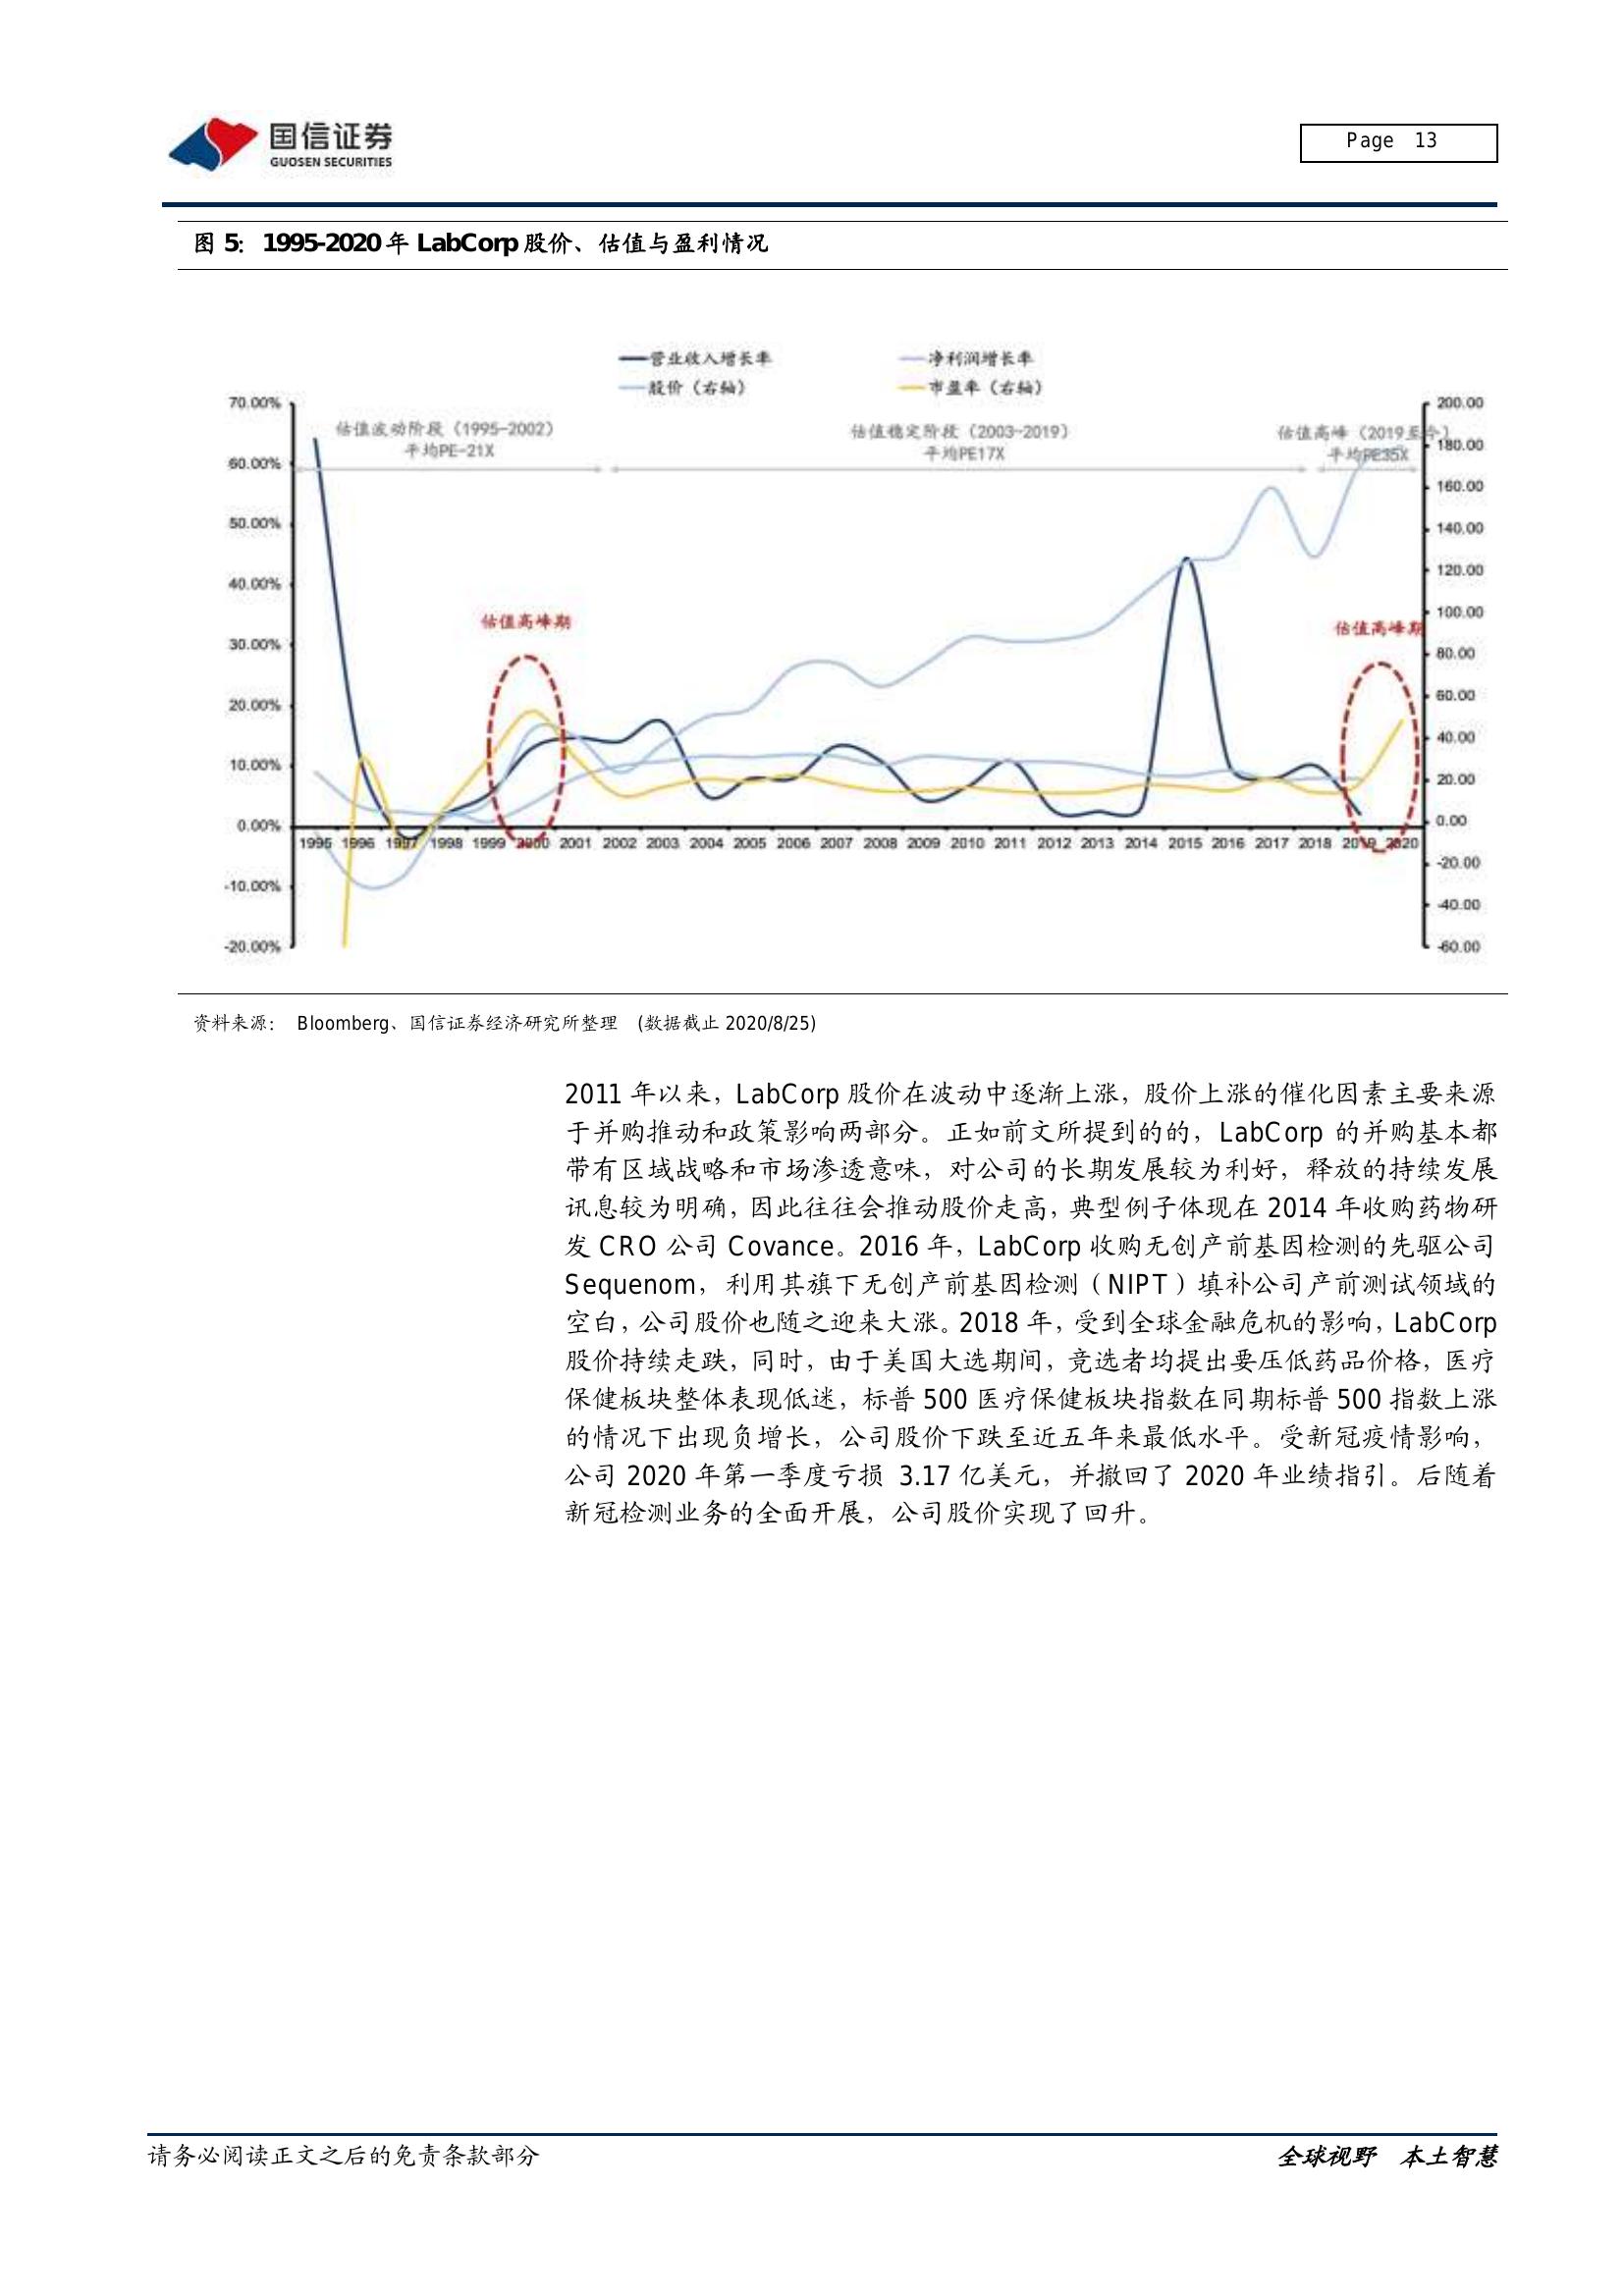 国信证券
GUOSEN SECURITIES
Page 13
图 5: 1995-2020年 LabCorp股价、估值与盈利情况
营业收入增长率 净利润增长率
股价（右轴） 市盈率（右轴）
估值波动阶段（1995-2002）
平均PE-21X
估值稳定阶段（2003-2019）
平均PE17X
估值高峰（2019至今）
平均PE35X
估值高峰期
估值高峰期
70.00%
60.00%
50.00%
40.00%
30.00%
20.00%
10.00%
0.00%
-10.00%
-20.00%
200.00
180.00
160.00
140.00
120.00
100.00
80.00
60.00
40.00
20.00
0.00
-20.00
-40.00
-60.00
1995 1996 1997 1998 1999 2000 2001 2002 2003 2004 2005 2006 2007 2008 2009 2010 2011 2012 2013 2014 2015 2016 2017 2018 2019 2020
资料来源： Bloomberg、国信证券经济研究所整理 (数据截止 2020/8/25)
2011 年以来，LabCorp 股价在波动中逐渐上涨，股价上涨的催化因素主要来源
于并购推动和政策影响两部分。正如前文所提到的的，LabCorp 的并购基本都
带有区域战略和市场渗透意味，对公司的长期发展较为利好，释放的持续发展
讯息较为明确，因此往往会推动股价走高，典型例子体现在 2014 年收购药物研
发 CRO 公司 Covance。2016 年，LabCorp 收购无创产前基因检测的先驱公司
Sequenom，利用其旗下无创产前基因检测（NIPT）填补公司产前测试领域的
空白，公司股价也随之迎来大涨。2018 年，受到全球金融危机的影响，LabCorp
股价持续走跌，同时，由于美国大选期间，竞选者均提出要压低药品价格，医疗
保健板块整体表现低迷，标普 500 医疗保健板块指数在同期标普 500 指数上涨
的情况下出现负增长，公司股价下跌至近五年来最低水平。受新冠疫情影响，
公司 2020 年第一季度亏损 3.17 亿美元，并撤回了 2020 年业绩指引。后随着
新冠检测业务的全面开展，公司股价实现了回升。
请务必阅读正文之后的免责条款部分
全球视野 本土智慧